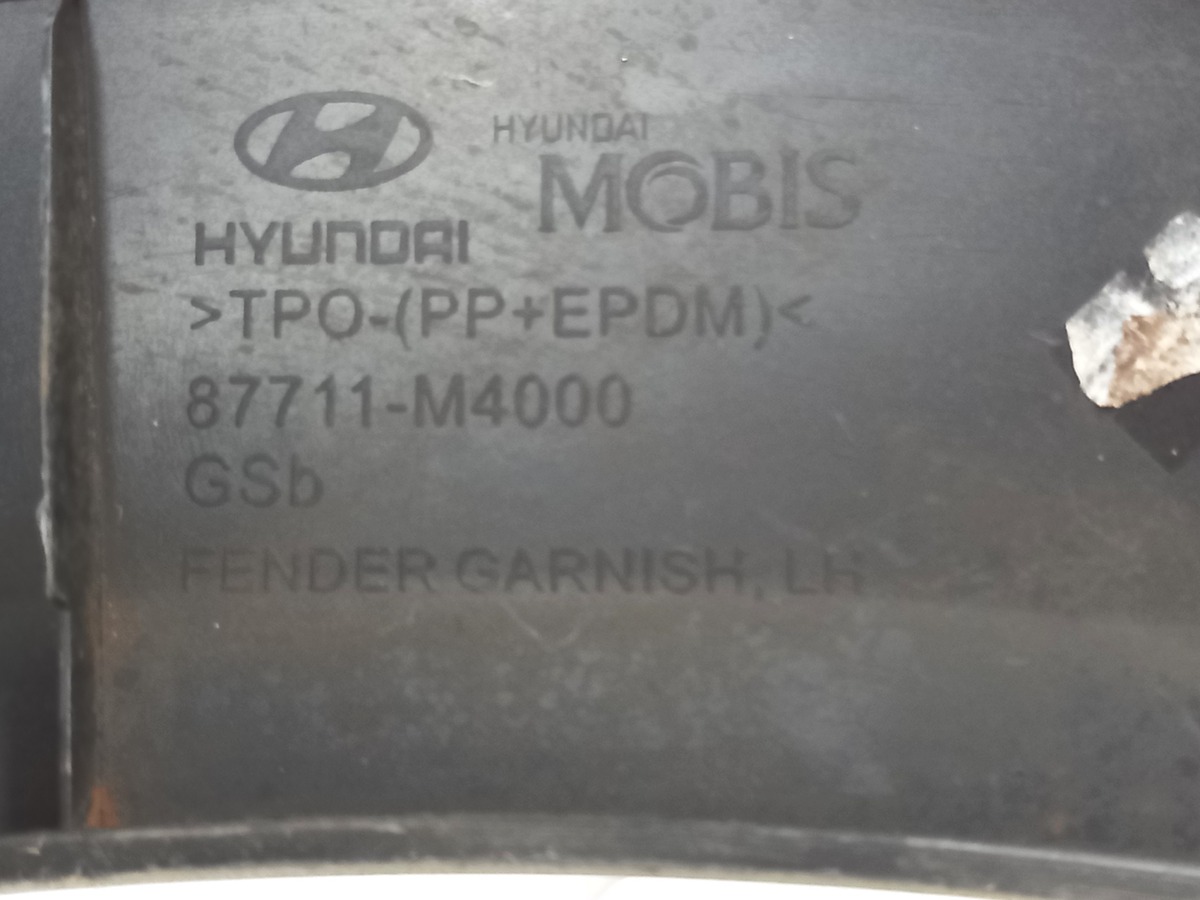 HYUNDAI
MOBIS
HYUNDAI
>TPO-(PP+EPDM)<
87711-M4000
GSb
FENDER GARNISH, LH